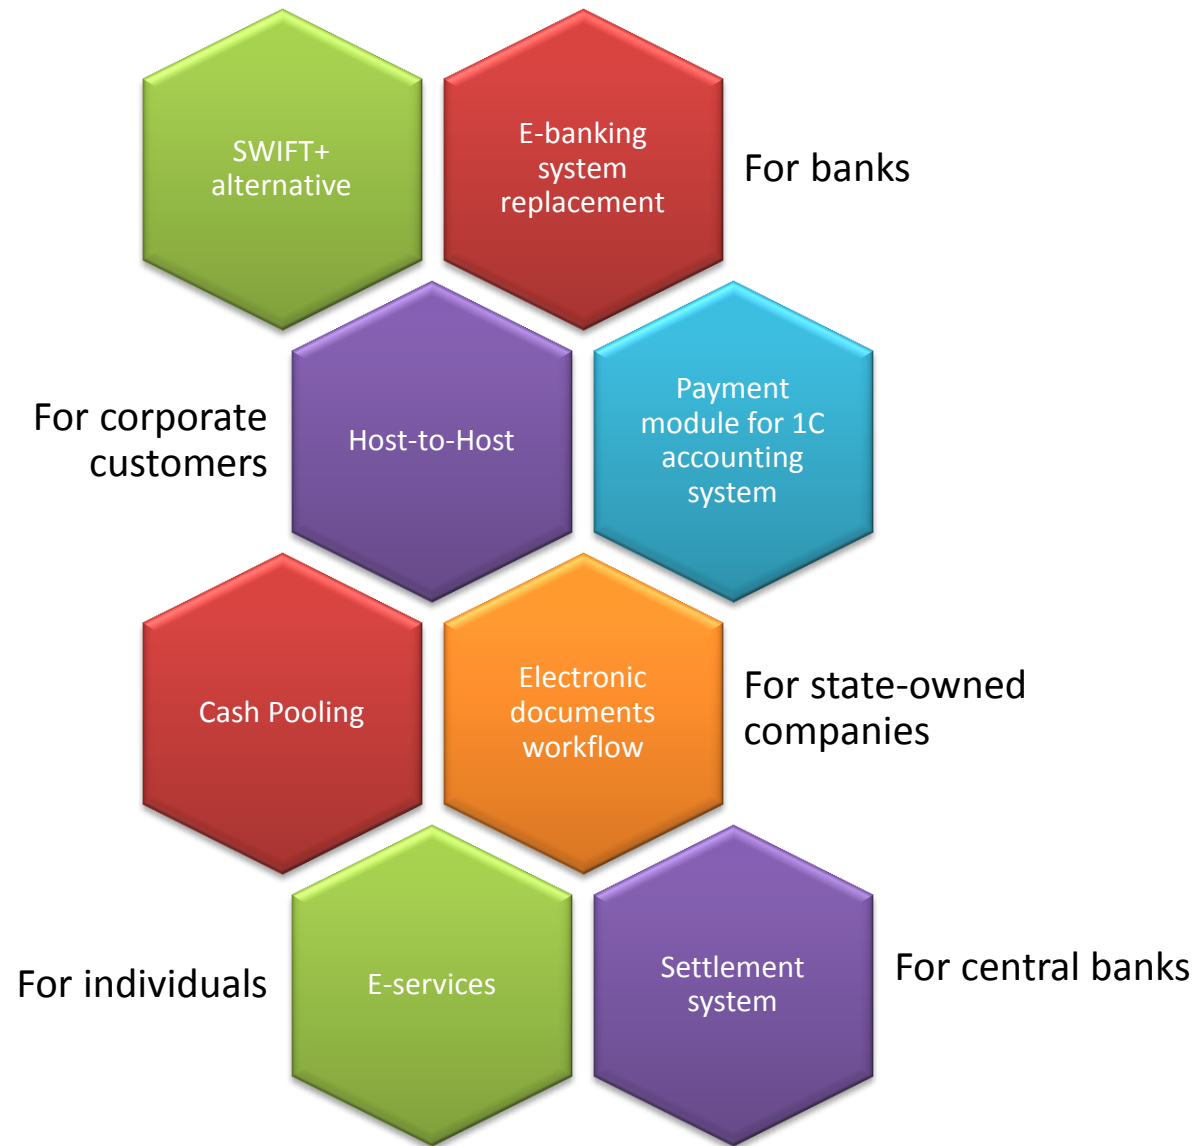 SWIFT+
alternative
E-banking
system
replacement
For banks
For corporate
customers
Host-to-Host
Payment
module for 1C
accounting
system
Cash Pooling
Electronic
documents
workflow
For state-owned
companies
For individuals
E-services
Settlement
system
For central banks